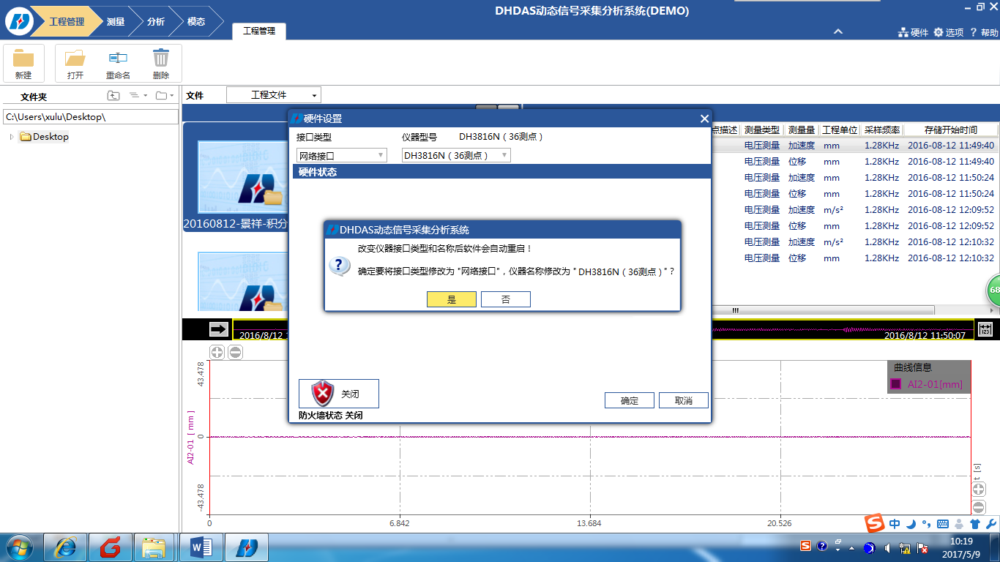 DHDAS动态信号采集分析系统(DEMO)
工程管理
测量
分析
模态
工程管理
硬件
选项
? 帮助
新建
打开
重命名
删除
文件夹
文件
工程文件
C:\Users\xulu\Desktop\
Desktop
20160812-景祥-积分
点描述 测量类型 测量量 工程单位 采样频率 存储开始时间
电压测量 加速度 mm 1.28KHz 2016-08-12 11:49:40
电压测量 位移 mm 1.28KHz 2016-08-12 11:49:40
电压测量 加速度 mm 1.28KHz 2016-08-12 11:50:24
电压测量 位移 mm 1.28KHz 2016-08-12 11:50:24
电压测量 加速度 m/s² 1.28KHz 2016-08-12 12:09:52
电压测量 位移 mm 1.28KHz 2016-08-12 12:09:52
电压测量 加速度 m/s² 1.28KHz 2016-08-12 12:10:32
电压测量 位移 mm 1.28KHz 2016-08-12 12:10:32
68
硬件设置
接口类型
仪器型号
DH3816N（36测点）
网络接口
DH3816N（36测点）
硬件状态
DHDAS动态信号采集分析系统
改变仪器接口类型和名称后软件会自动重启！
确定要将接口类型修改为 "网络接口"，仪器名称修改为 " DH3816N（36测点）" ?
是
否
关闭
防火墙状态 关闭
确定
取消
2016/8/12 1
2016/8/12 11:50:07
123
曲线信息
AI2-01[mm]
43.478
0
-43.478
AI2-01 [ mm ]
0
6.842
13.684
20.526
t [s]
中
10:19
2017/5/9